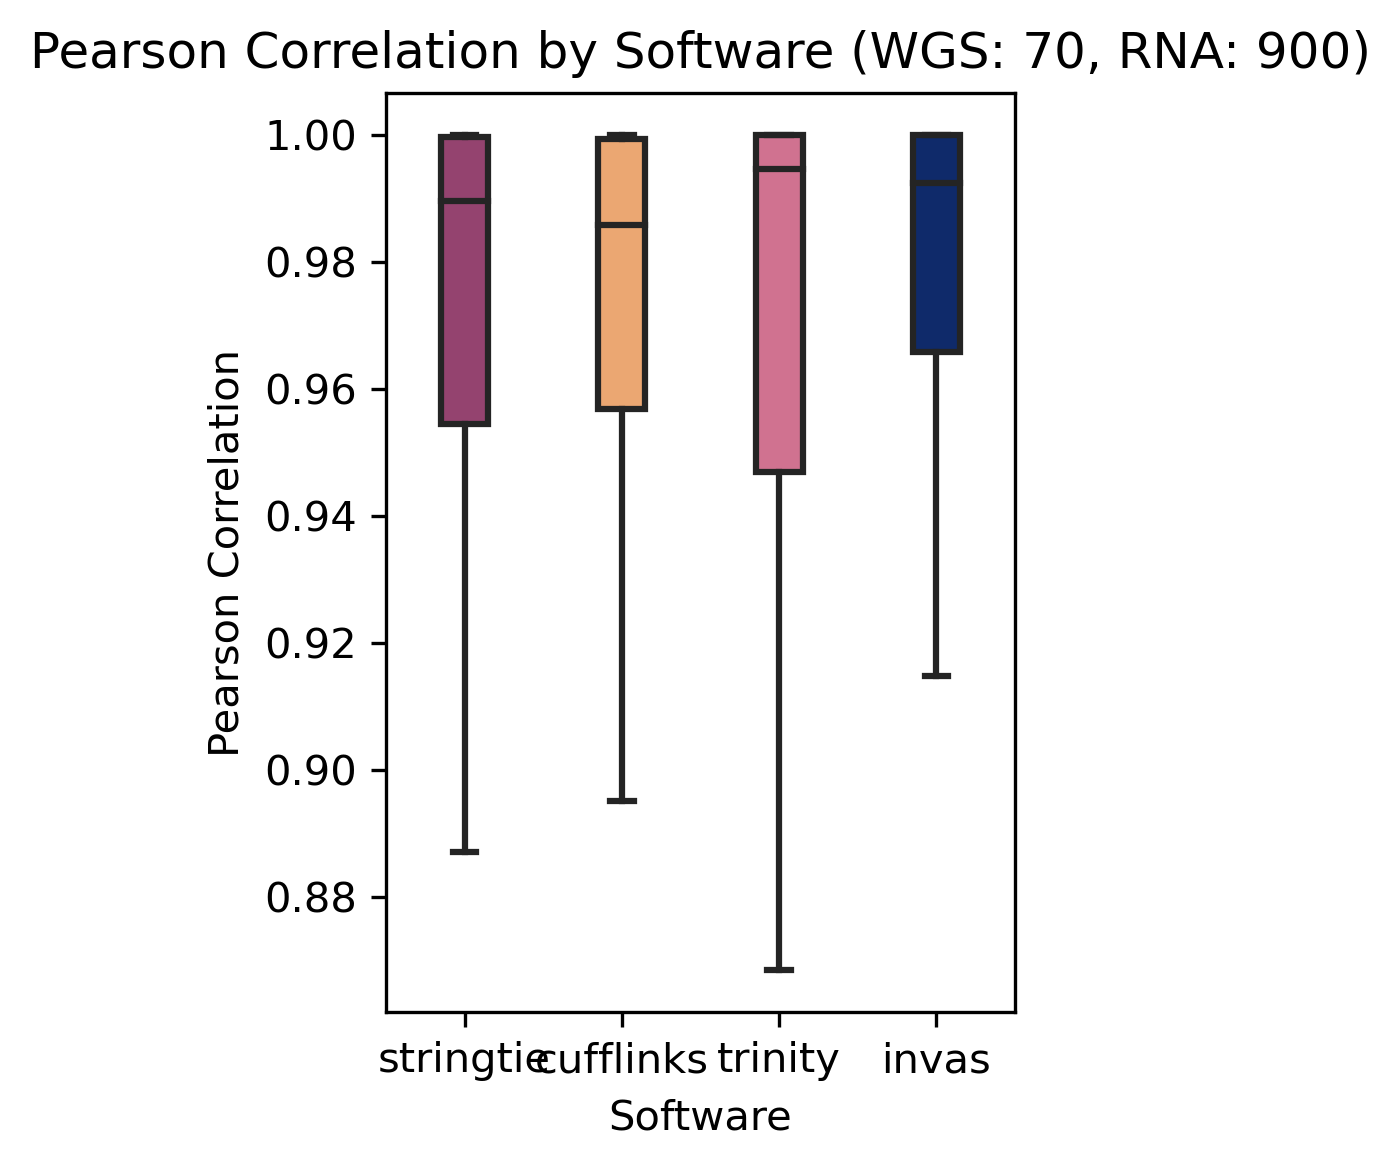 Pearson Correlation by Software (WGS: 70, RNA: 900)
Pearson Correlation
1.00
0.98
0.96
0.94
0.92
0.90
0.88
stringtie cufflinks trinity invas
Software